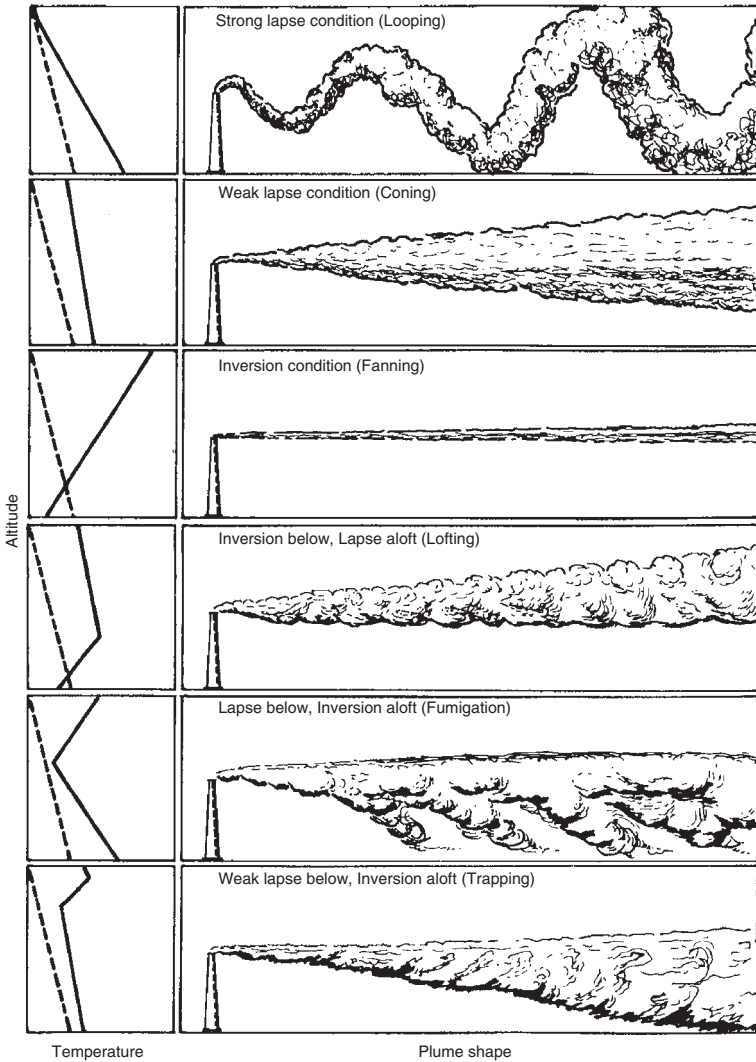 Strong lapse condition (Looping)
Weak lapse condition (Coning)
Inversion condition (Fanning)
Inversion below, Lapse aloft (Lofting)
Lapse below, Inversion aloft (Fumigation)
Weak lapse below, Inversion aloft (Trapping)
Altitude
Temperature
Plume shape